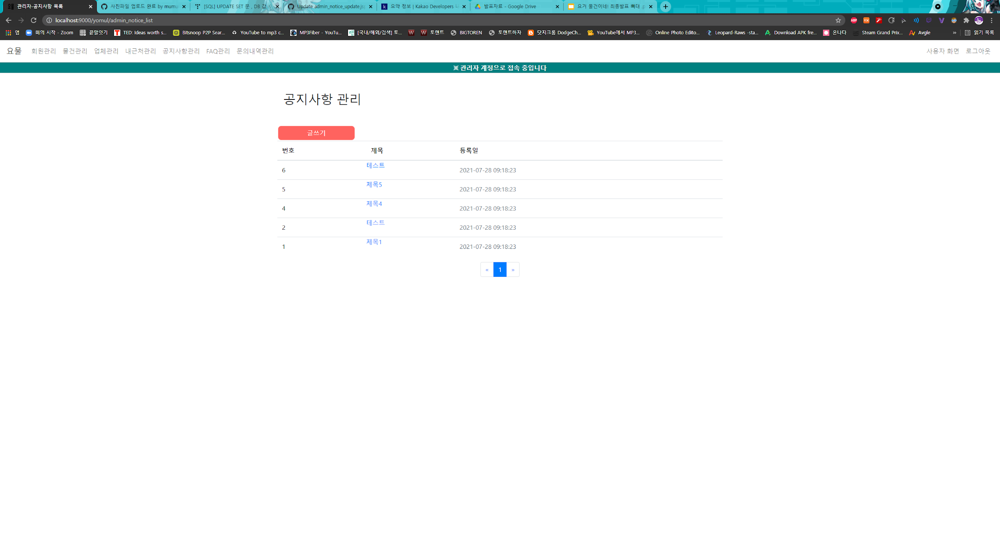 관리자-공지사항 목록
사진파일 업로드 완료 by mumu
[SQL] UPDATE SET 문 , DB 값
Update admin_notice_update.jsp
요약 정보 | Kakao Developers
발표자료 - Google Drive
요거 물건이네! 최종발표 뼈대 .p
localhost:9000/yomul/admin_notice_list
앱
회의 시작 - Zoom
끝말잇기
TED: Ideas worth s...
Bitsnoop P2P Sear...
YouTube to mp3 c...
MP3Fiber - YouTu...
[국내/해외/검색] 토...
토렌트
BIGTOREN
토렌트하자
닷지크롬 DodgeCh...
YouTube에서 MP3...
Online Photo Edito...
Leopard-Raws -sta...
Download APK fre...
온나다
Steam Grand Prix...
Avgle
»
읽기 목록
요물 회원관리 물건관리 업체관리 내근처관리 공지사항관리 FAQ관리 문의내역관리 사용자 화면 로그아웃
※ 관리자 계정으로 접속 중입니다
공지사항 관리
글쓰기
번호 제목 등록일
6 테스트 2021-07-28 09:18:23
5 제목5 2021-07-28 09:18:23
4 제목4 2021-07-28 09:18:23
2 테스트 2021-07-28 09:18:23
1 제목1 2021-07-28 09:18:23
« 1 »